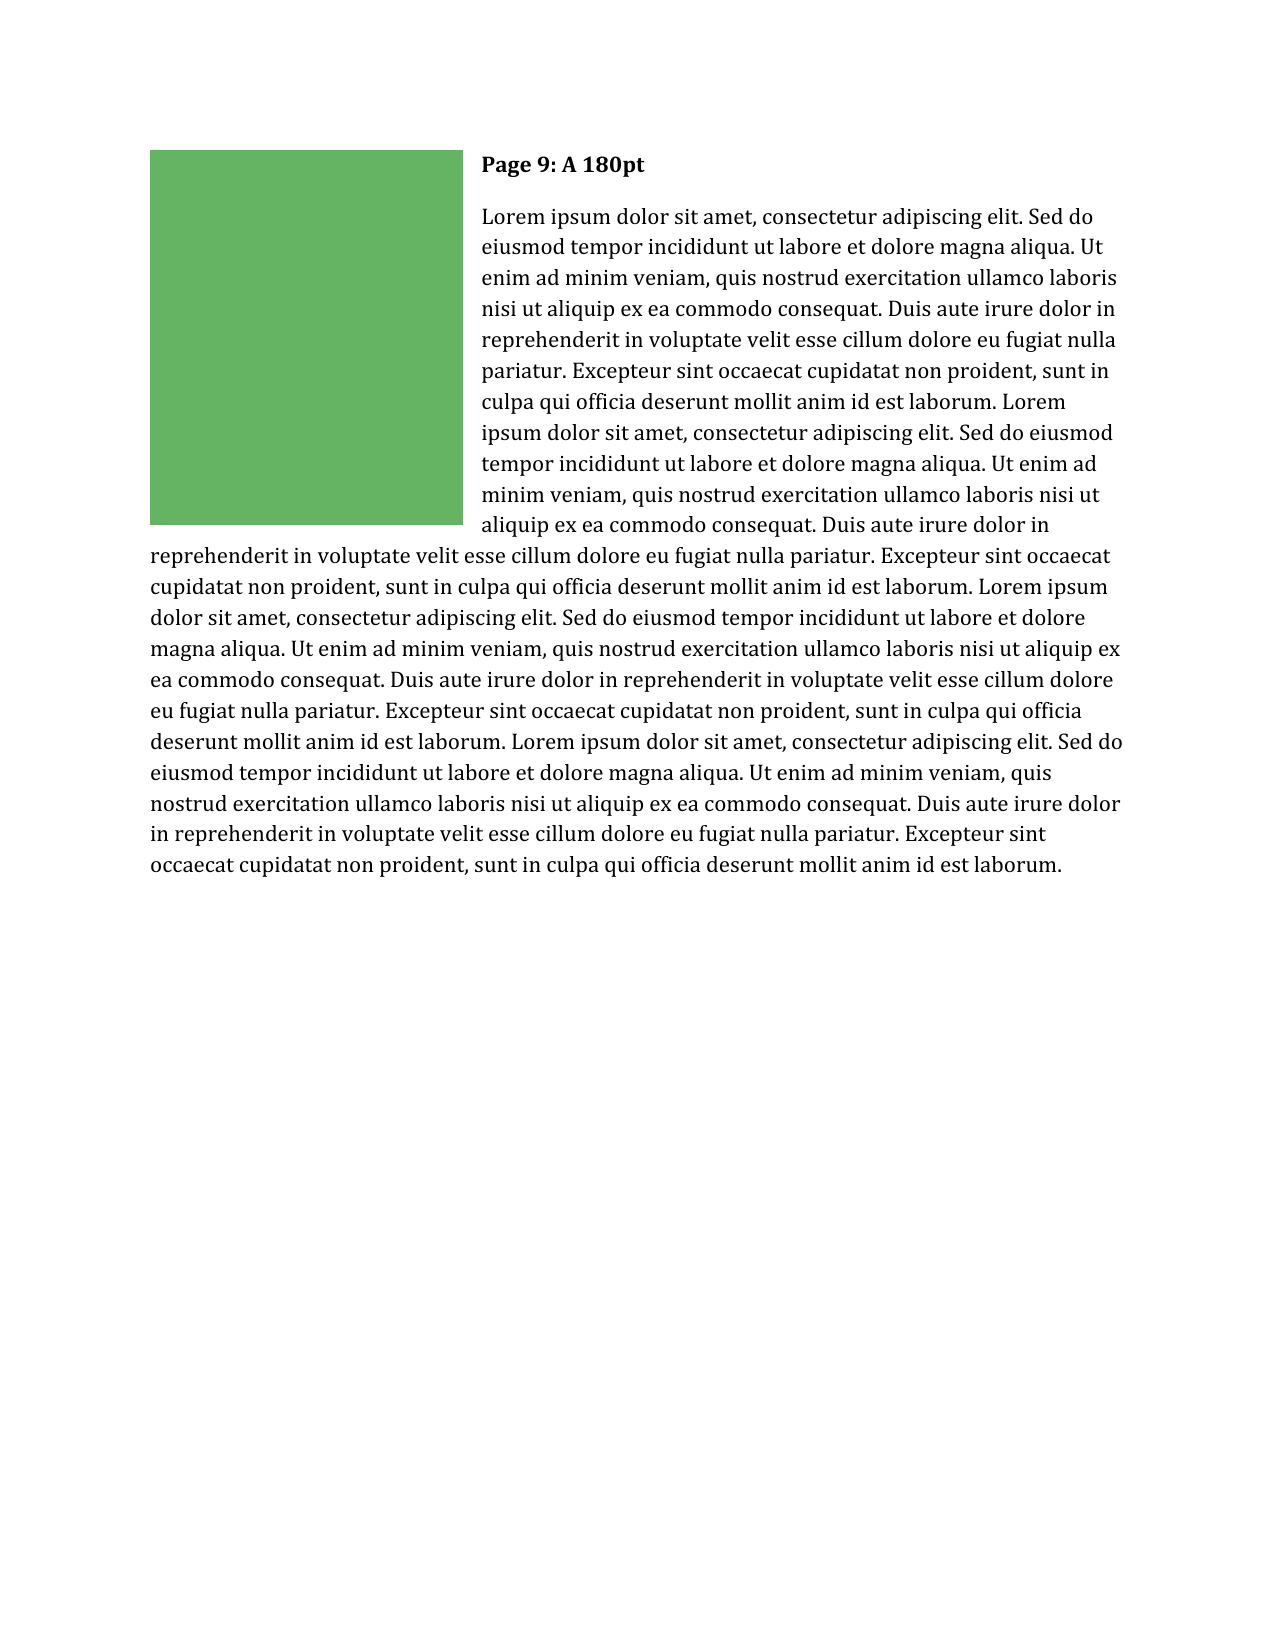 Page 9: A 180pt
Lorem ipsum dolor sit amet, consectetur adipiscing elit. Sed do
eiusmod tempor incididunt ut labore et dolore magna aliqua. Ut
enim ad minim veniam, quis nostrud exercitation ullamco laboris
nisi ut aliquip ex ea commodo consequat. Duis aute irure dolor in
reprehenderit in voluptate velit esse cillum dolore eu fugiat nulla
pariatur. Excepteur sint occaecat cupidatat non proident, sunt in
culpa qui officia deserunt mollit anim id est laborum. Lorem
ipsum dolor sit amet, consectetur adipiscing elit. Sed do eiusmod
tempor incididunt ut labore et dolore magna aliqua. Ut enim ad
minim veniam, quis nostrud exercitation ullamco laboris nisi ut
aliquip ex ea commodo consequat. Duis aute irure dolor in
reprehenderit in voluptate velit esse cillum dolore eu fugiat nulla pariatur. Excepteur sint occaecat
cupidatat non proident, sunt in culpa qui officia deserunt mollit anim id est laborum. Lorem ipsum
dolor sit amet, consectetur adipiscing elit. Sed do eiusmod tempor incididunt ut labore et dolore
magna aliqua. Ut enim ad minim veniam, quis nostrud exercitation ullamco laboris nisi ut aliquip ex
ea commodo consequat. Duis aute irure dolor in reprehenderit in voluptate velit esse cillum dolore
eu fugiat nulla pariatur. Excepteur sint occaecat cupidatat non proident, sunt in culpa qui officia
deserunt mollit anim id est laborum. Lorem ipsum dolor sit amet, consectetur adipiscing elit. Sed do
eiusmod tempor incididunt ut labore et dolore magna aliqua. Ut enim ad minim veniam, quis
nostrud exercitation ullamco laboris nisi ut aliquip ex ea commodo consequat. Duis aute irure dolor
in reprehenderit in voluptate velit esse cillum dolore eu fugiat nulla pariatur. Excepteur sint
occaecat cupidatat non proident, sunt in culpa qui officia deserunt mollit anim id est laborum.